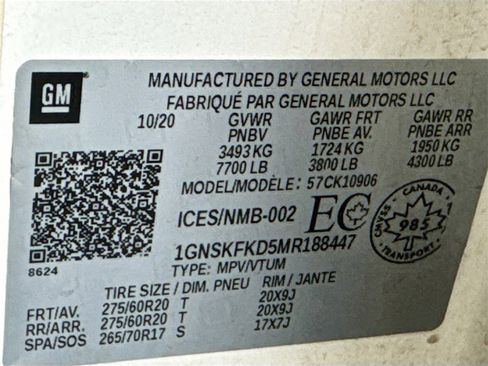 GM
MANUFACTURED BY GENERAL MOTORS LLC
FABRIQUÉ PAR GENERAL MOTORS LLC
10/20 GVWR GAWR FRT GAWR RR
PNBV PNBE AV. PNBE ARR
3493 KG 1724 KG 1950 KG
7700 LB 3800 LB 4300 LB
MODEL/MODÈLE: 57CK10906
ICES/NMB-002 EC CANADA 985 1 SMAC NSVAC
1GNSKFKD5MR188447
8624
TYPE: MPV/VTUM
TIRE SIZE / DIM. PNEU RIM / JANTE
FRT/AV. 275/60R20 T 20X9J
RR/ARR. 275/60R20 T 20X9J
SPA/SOS 265/70R17 S 17X7J